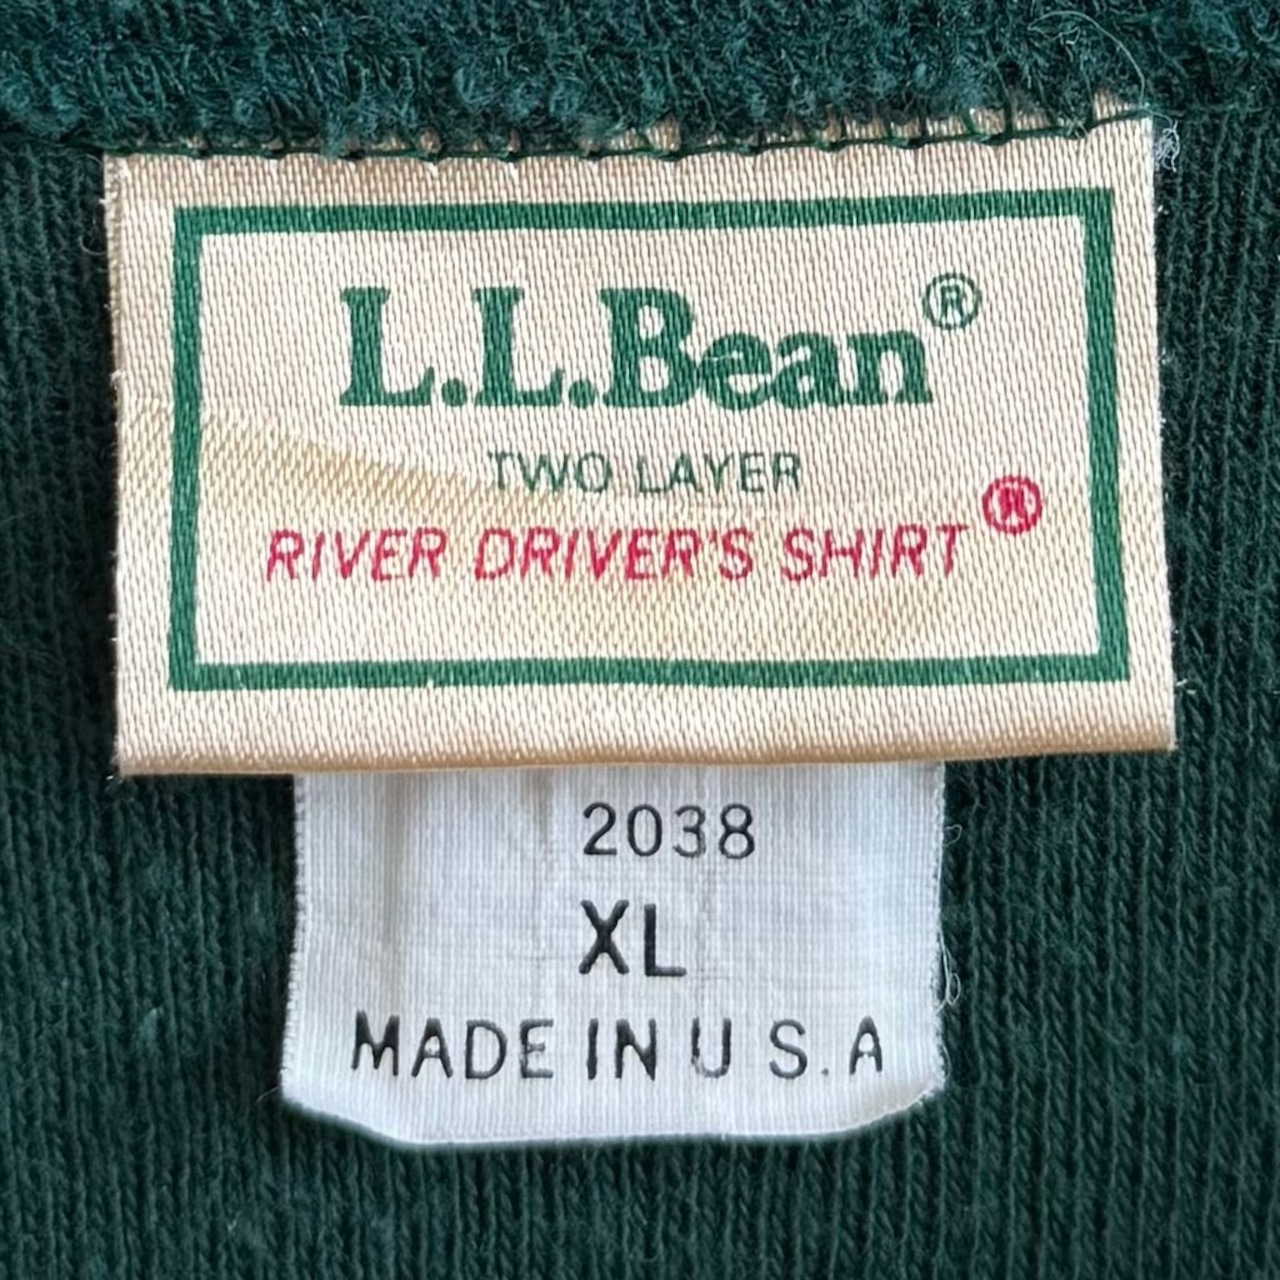 L.L.Bean®
TWO LAYER
RIVER DRIVER'S SHIRT®
2038
XL
MADE IN U S.A